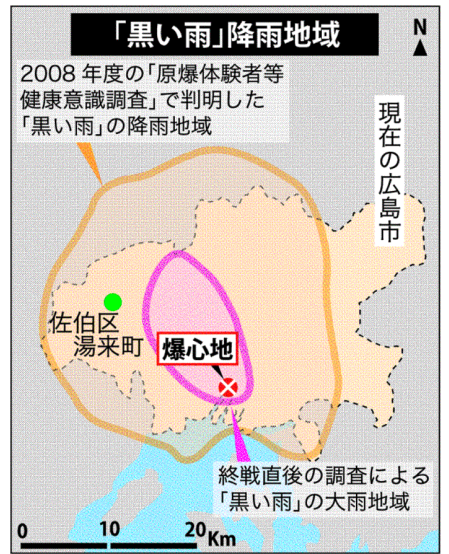 「黒い雨」降雨地域
N
2008年度の「原爆体験者等
健康意識調査」で判明した
「黒い雨」の降雨地域
現在の広島市
佐伯区
湯来町
爆心地
終戦直後の調査による
「黒い雨」の大雨地域
0 10 20 Km